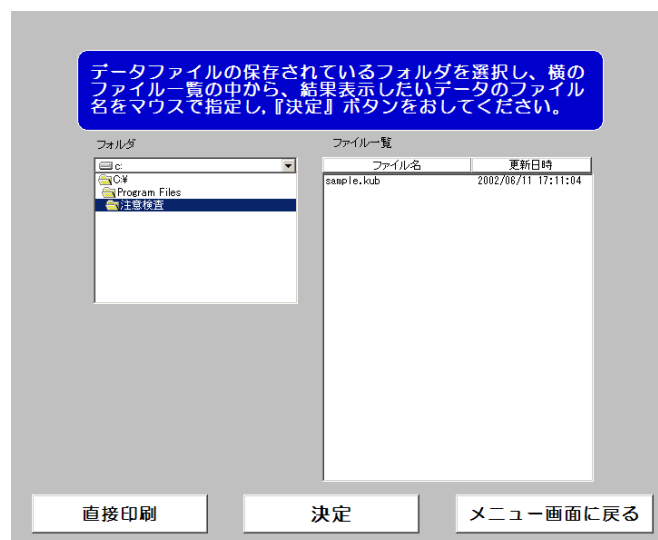 データファイルの保存されているフォルダを選択し、横の
ファイル一覧の中から、結果表示したいデータのファイル
名をマウスで指定し,『決定』ボタンをおしてください。
フォルダ
ファイル一覧
c:
C:¥
Program Files
注意検査
ファイル名 更新日時
sample.kub 2002/06/11 17:11:04
直接印刷 決定 メニュー画面に戻る